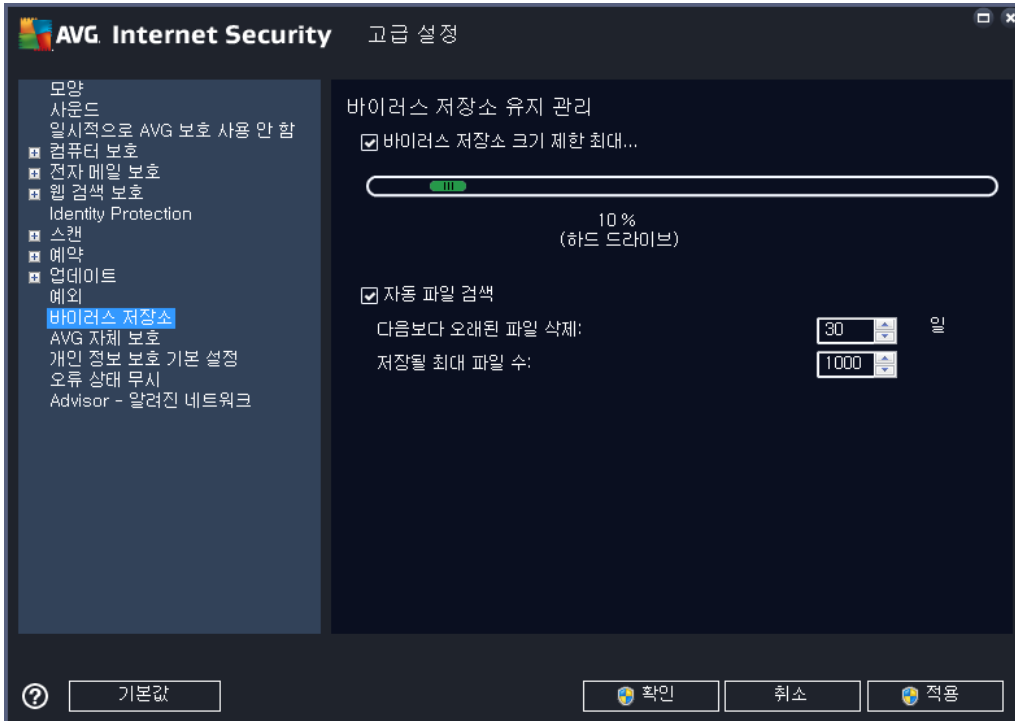 AVG. Internet Security 고급 설정
모양
사운드
일시적으로 AVG 보호 사용 안 함
컴퓨터 보호
전자 메일 보호
웹 검색 보호
Identity Protection
스캔
예약
업데이트
예외
바이러스 저장소
AVG 자체 보호
개인 정보 보호 기본 설정
오류 상태 무시
Advisor - 알려진 네트워크
바이러스 저장소 유지 관리
바이러스 저장소 크기 제한 최대...
10 %
(하드 드라이브)
자동 파일 검색
다음보다 오래된 파일 삭제: 30 일
저장될 최대 파일 수: 1000
기본값 확인 취소 적용